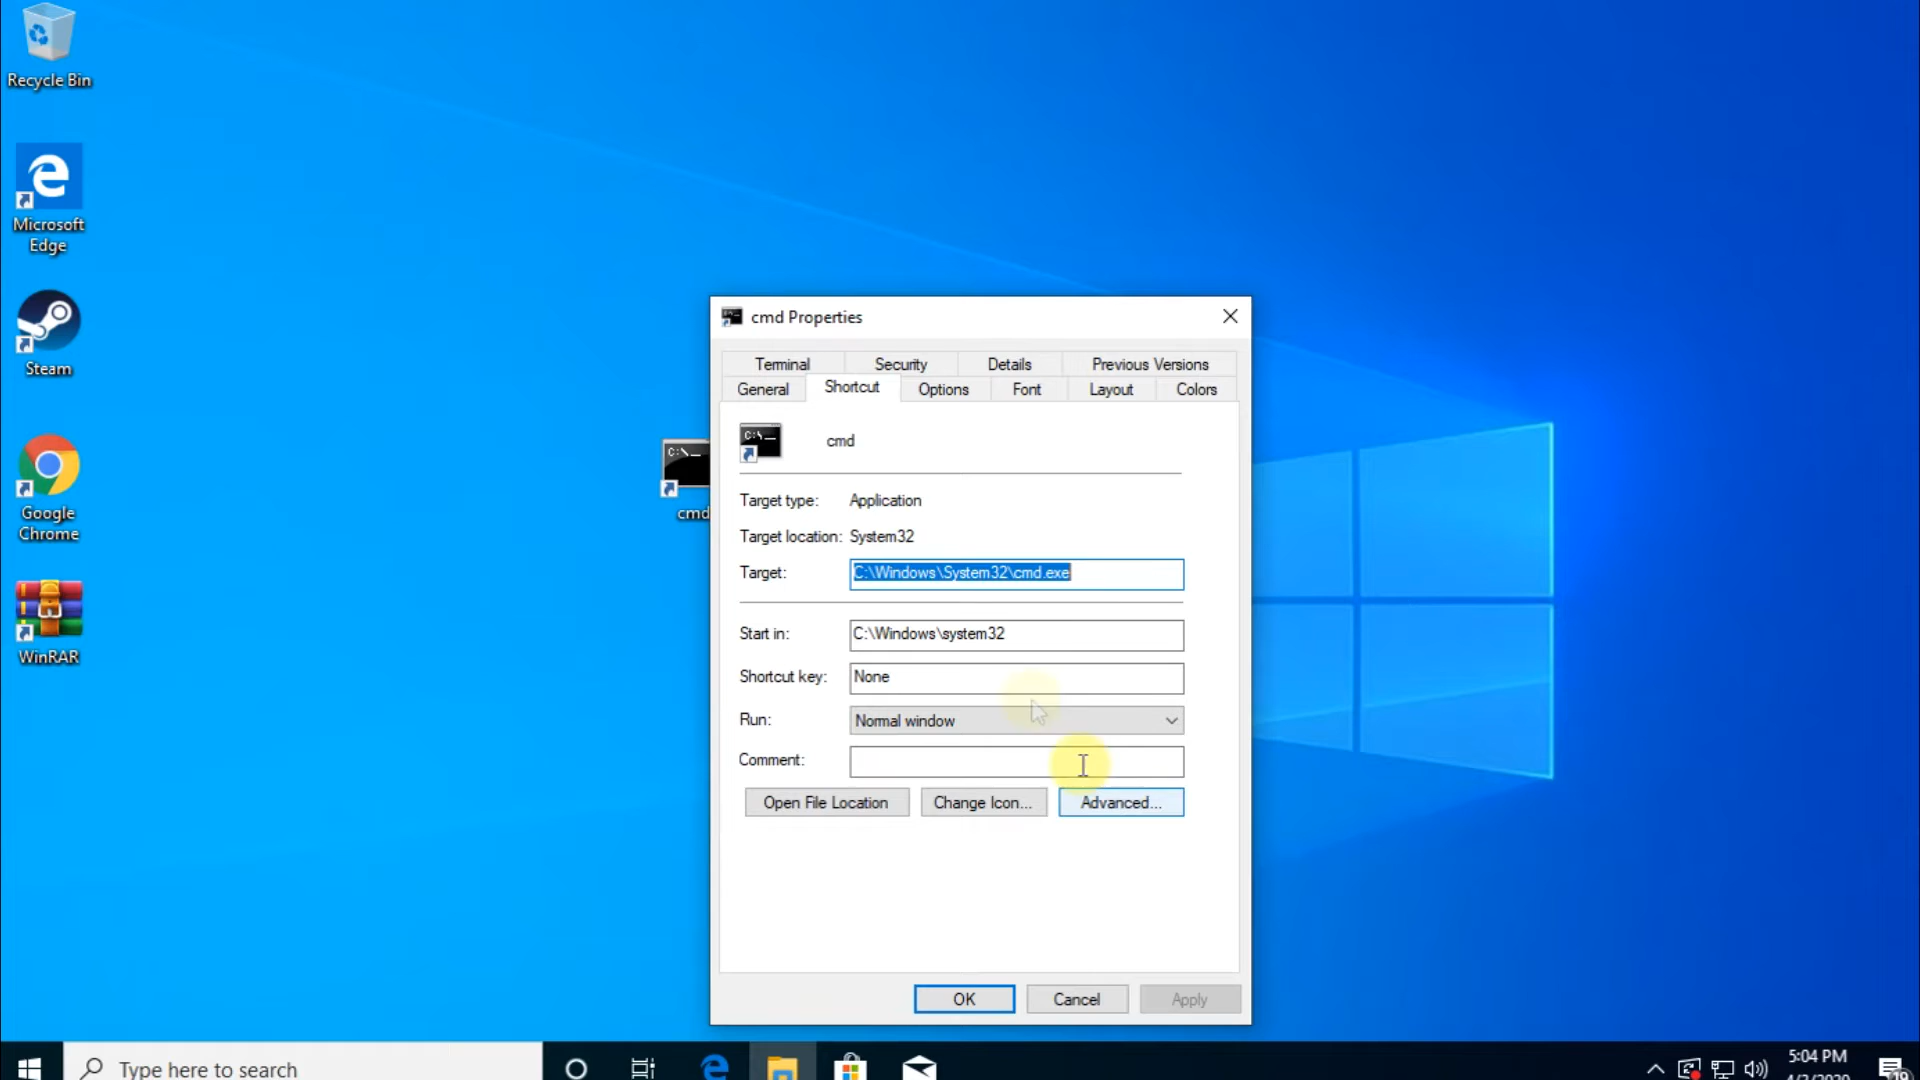 Recycle Bin
Microsoft
Edge
Steam
Google
Chrome
WinRAR
C:\_
cmd
cmd Properties
Terminal
Security
Details
Previous Versions
General
Shortcut
Options
Font
Layout
Colors
C:\_
cmd
Target type:
Application
Target location:
System32
Target:
C:\Windows\System32\cmd.exe
Start in:
C:\Windows\system32
Shortcut key:
None
Run:
Normal window
Comment:
Open File Location
Change Icon...
Advanced...
OK
Cancel
Apply
Type here to search
5:04 PM
19